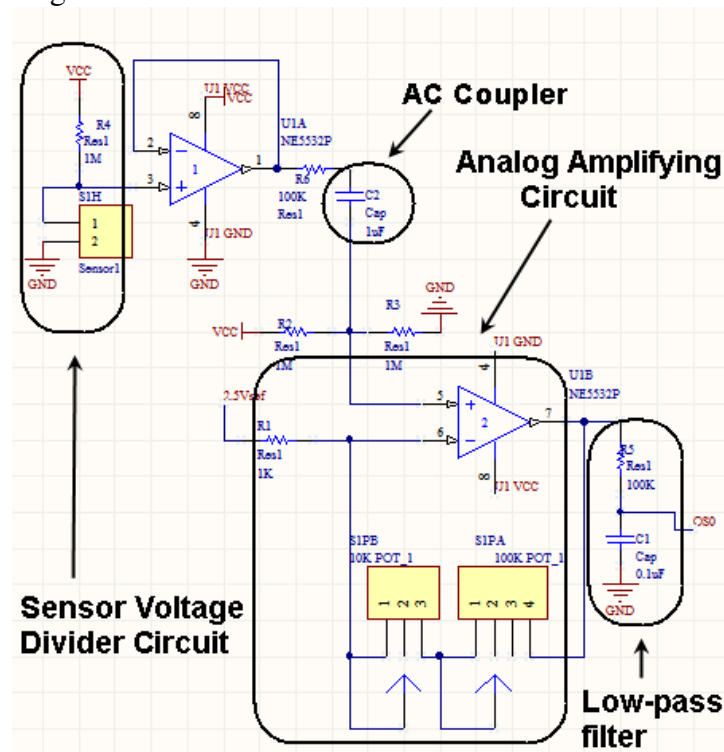 VCC
R4
Res1
1M
S1H
1
2
GND
Sensor1
U1 VCC
VCC
8
U1A
NE5532P
2
3
1
1
4
U1 GND
GND
R6
100K
Res1
AC Coupler
C2
Cap
1uF
Analog Amplifying
Circuit
VCC
R2
Res1
1M
R3
Res1
1M
GND
U1 GND
4
U1B
NE5532P
R1
Res1
1K
5
6
2
7
8
U1 VCC
R5
Res1
100K
OS0
C1
Cap
0.1uF
GND
S1PB
10K POT_1
1 2 3
S1PA
100K POT_1
1 2 3 4
Sensor Voltage
Divider Circuit
Low-pass
filter